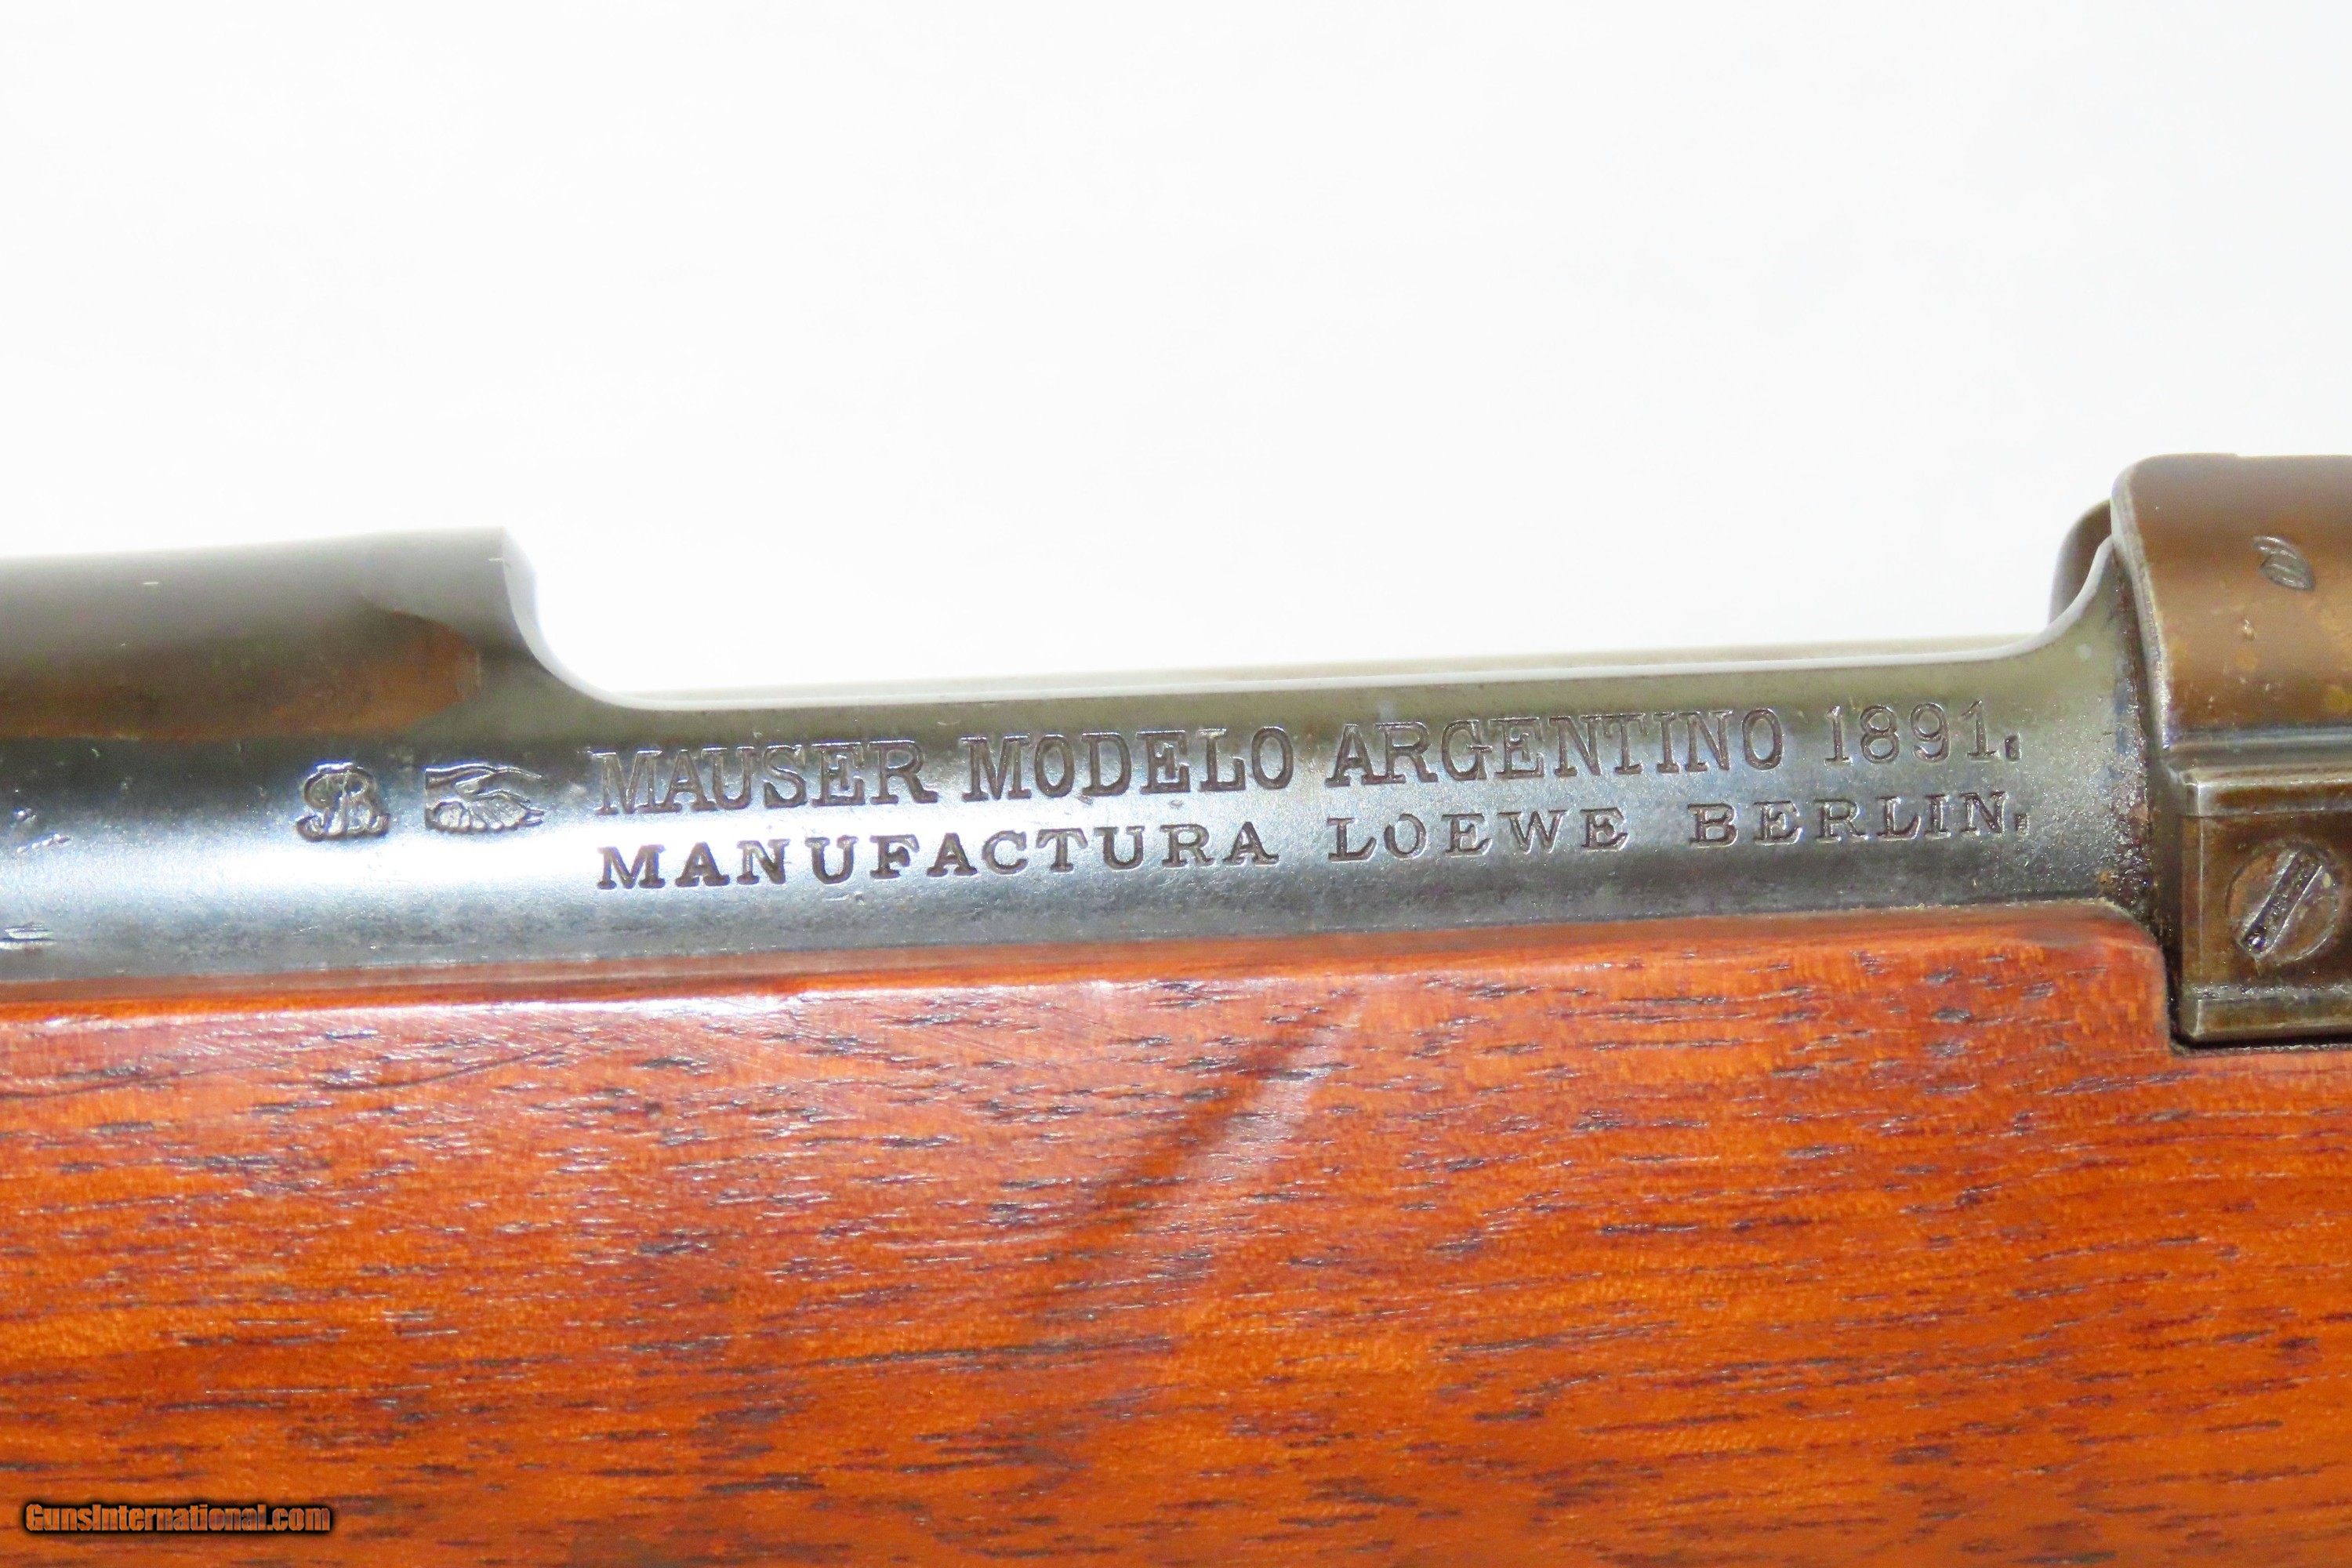 MAUSER MODELO ARGENTINO 1891.
MANUFACTURA LOEWE BERLIN.
GunsInternational.com